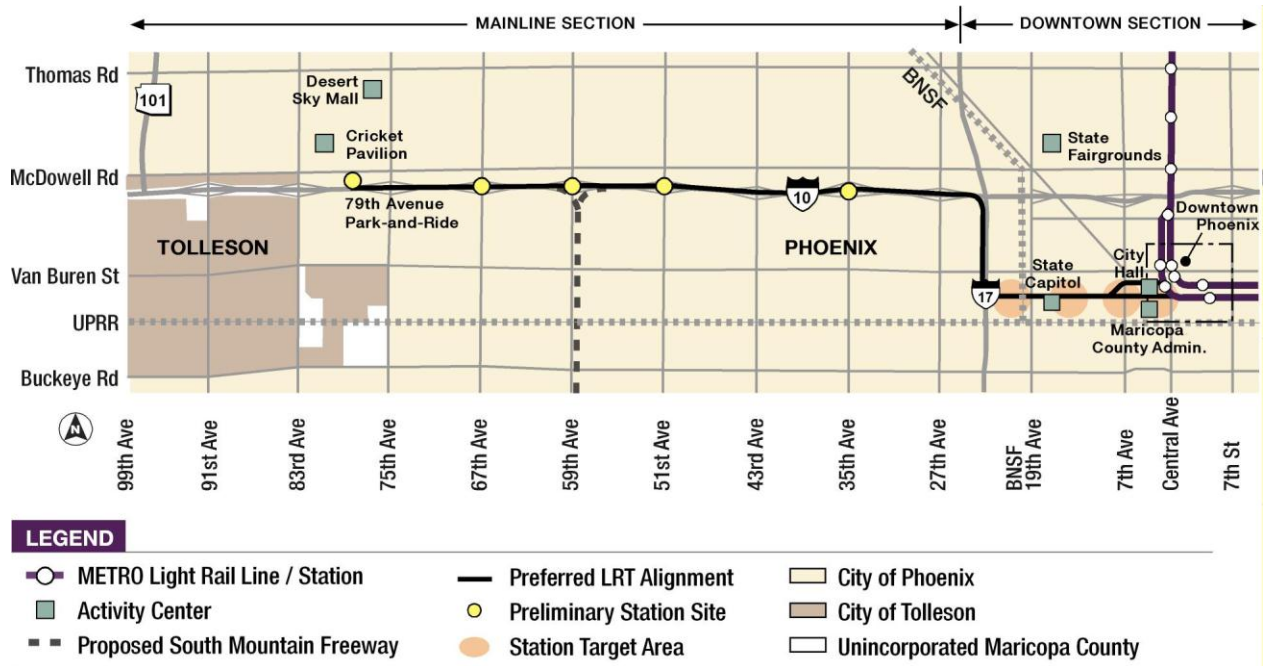 MAINLINE SECTION
DOWNTOWN SECTION
Thomas Rd
101
Desert
Sky Mall
BNSF
Cricket
Pavilion
State
Fairgrounds
McDowell Rd
79th Avenue
Park-and-Ride
10
Downtown
Phoenix
TOLLESON
PHOENIX
City
Hall
State
Capitol
Van Buren St
17
UPRR
Maricopa
County Admin.
Buckeye Rd
N
99th Ave
91st Ave
83rd Ave
75th Ave
67th Ave
59th Ave
51st Ave
43rd Ave
35th Ave
27th Ave
BNSF
19th Ave
7th Ave
Central Ave
7th St
LEGEND
METRO Light Rail Line / Station
Activity Center
Proposed South Mountain Freeway
Preferred LRT Alignment
Preliminary Station Site
Station Target Area
City of Phoenix
City of Tolleson
Unincorporated Maricopa County